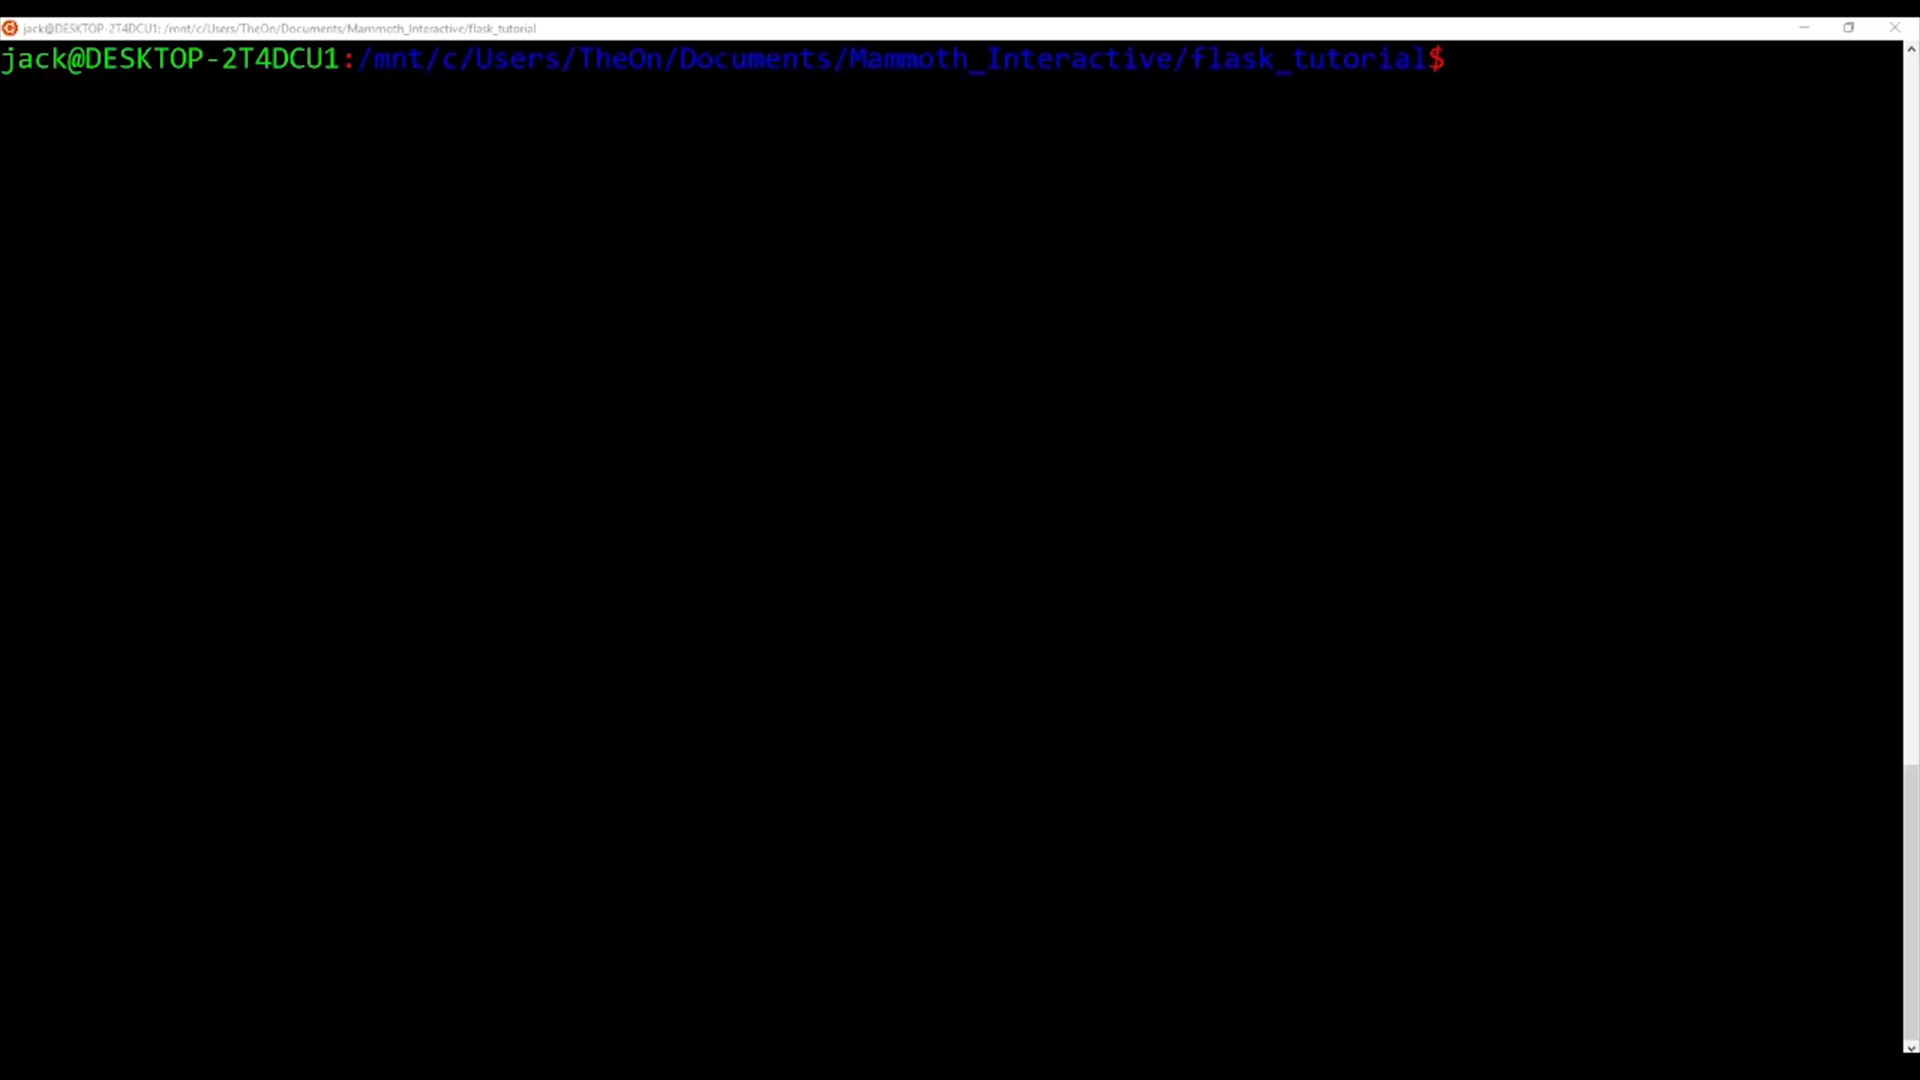 jack@DESKTOP-2T4DCU1: /mnt/c/Users/TheOn/Documents/Mammoth_Interactive/flask_tutorial
jack@DESKTOP-2T4DCU1:/mnt/c/Users/TheOn/Documents/Mammoth_Interactive/flask_tutorial$